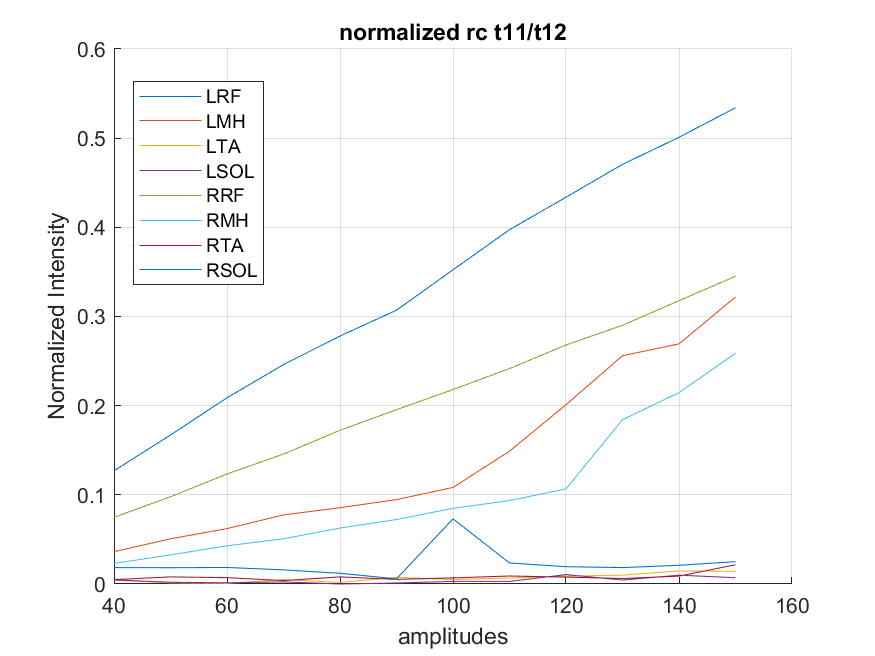 normalized rc t11/t12
0.6
0.5
0.4
0.3
0.2
0.1
0
Normalized Intensity
LRF
LMH
LTA
LSOL
RRF
RMH
RTA
RSOL
40 60 80 100 120 140 160
amplitudes